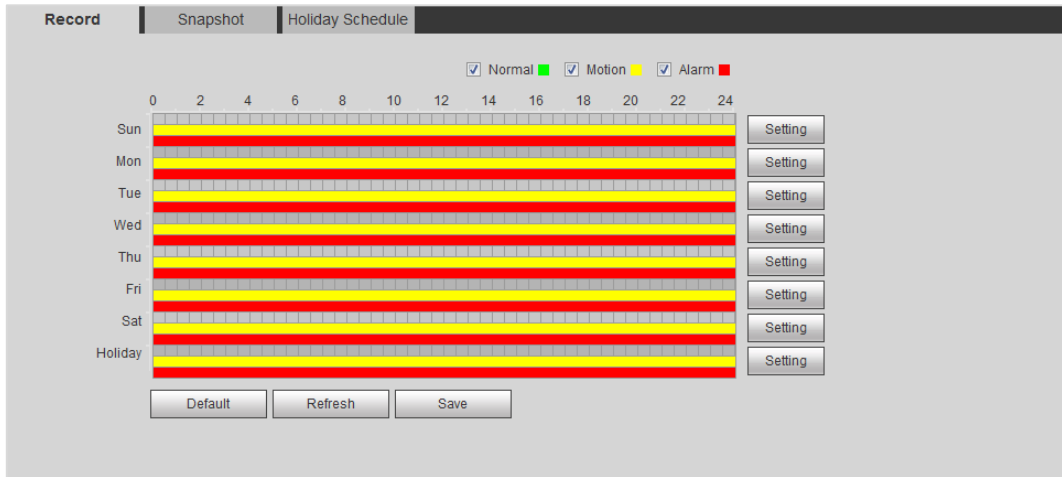 Record Snapshot Holiday Schedule
Normal Motion Alarm
0 2 4 6 8 10 12 14 16 18 20 22 24
Sun Setting
Mon Setting
Tue Setting
Wed Setting
Thu Setting
Fri Setting
Sat Setting
Holiday Setting
Default Refresh Save